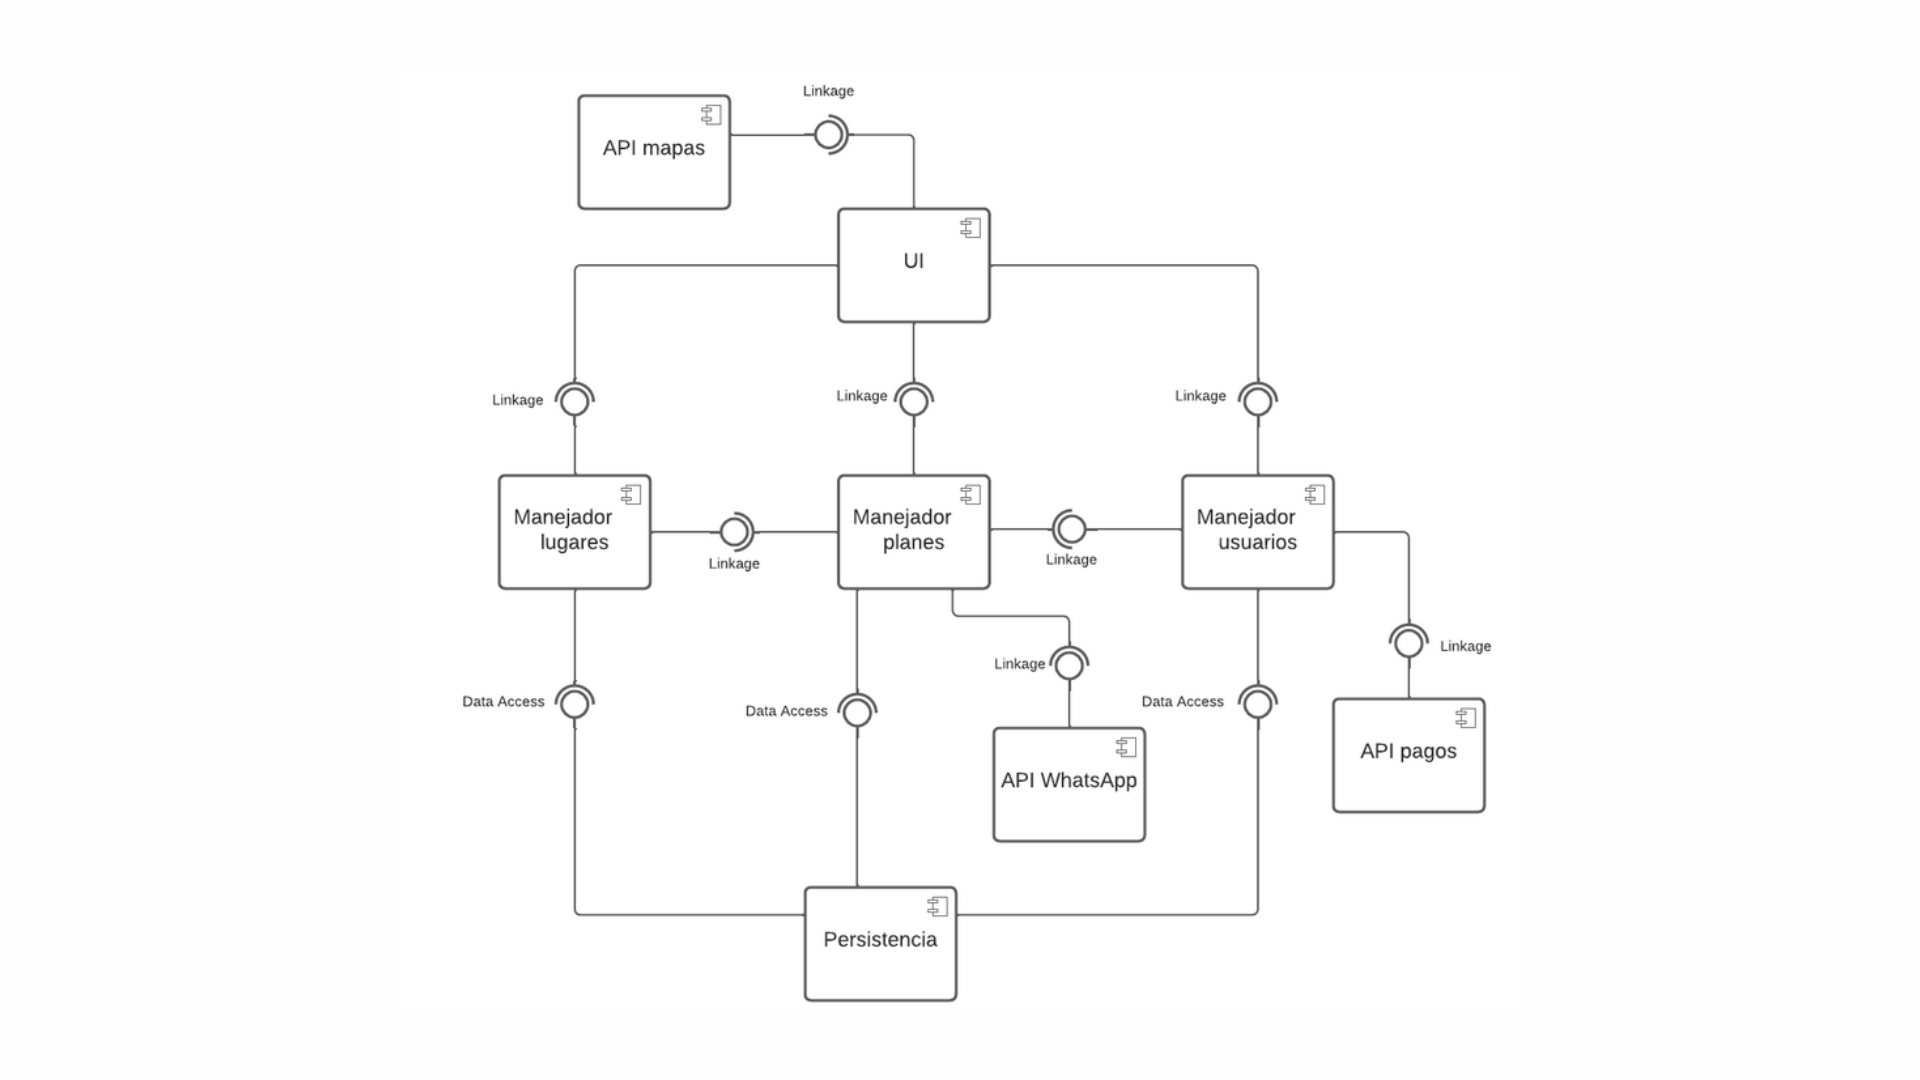 Linkage
API mapas
UI
Linkage
Linkage
Linkage
Manejador
lugares
Linkage
Manejador
planes
Linkage
Manejador
usuarios
Linkage
Linkage
Data Access
Data Access
Data Access
API WhatsApp
API pagos
Persistencia